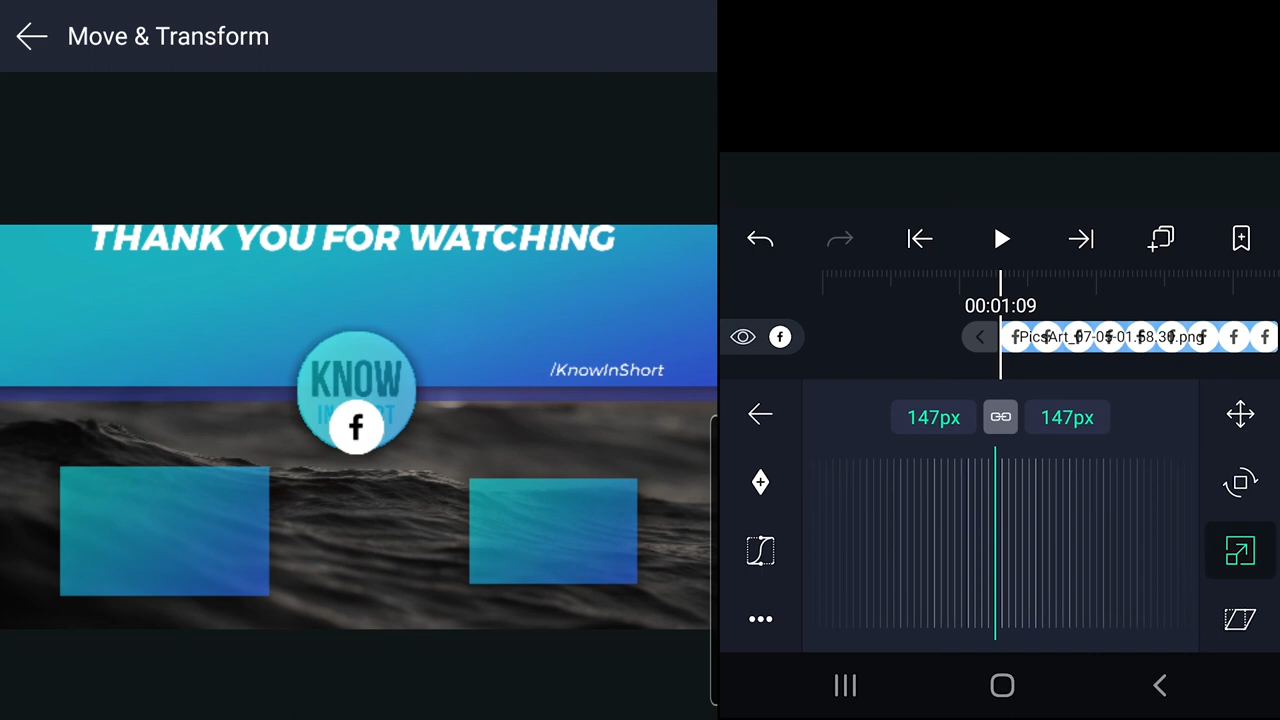 Move & Transform
THANK YOU FOR WATCHING
KNOW
/KnowInShort
f
00:01:09
PicsArt_07-05-01.58.30.png
147px
147px